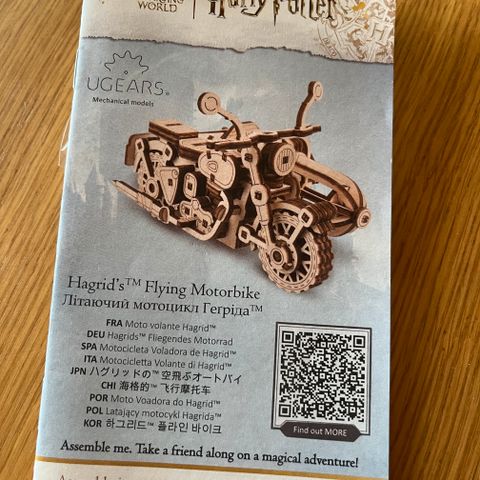 WORLD
Harry Potter
UGEARS®
Mechanical models
Hagrid's™ Flying Motorbike
Літаючий мотоцикл Геґріда™
FRA Moto volante Hagrid™
DEU Hagrids™ Fliegendes Motorrad
SPA Motocicleta Voladora de Hagrid™
ITA Motocicletta Volante di Hagrid™
JPN ハグリッドの™ 空飛ぶオートバイ
CHI 海格的™ 飞行摩托车
POR Moto Voadora do Hagrid™
POL Latający motocykl Hagrida™
KOR 하그리드™ 플라잉 바이크
Find out MORE
Assemble me. Take a friend along on a magical adventure!